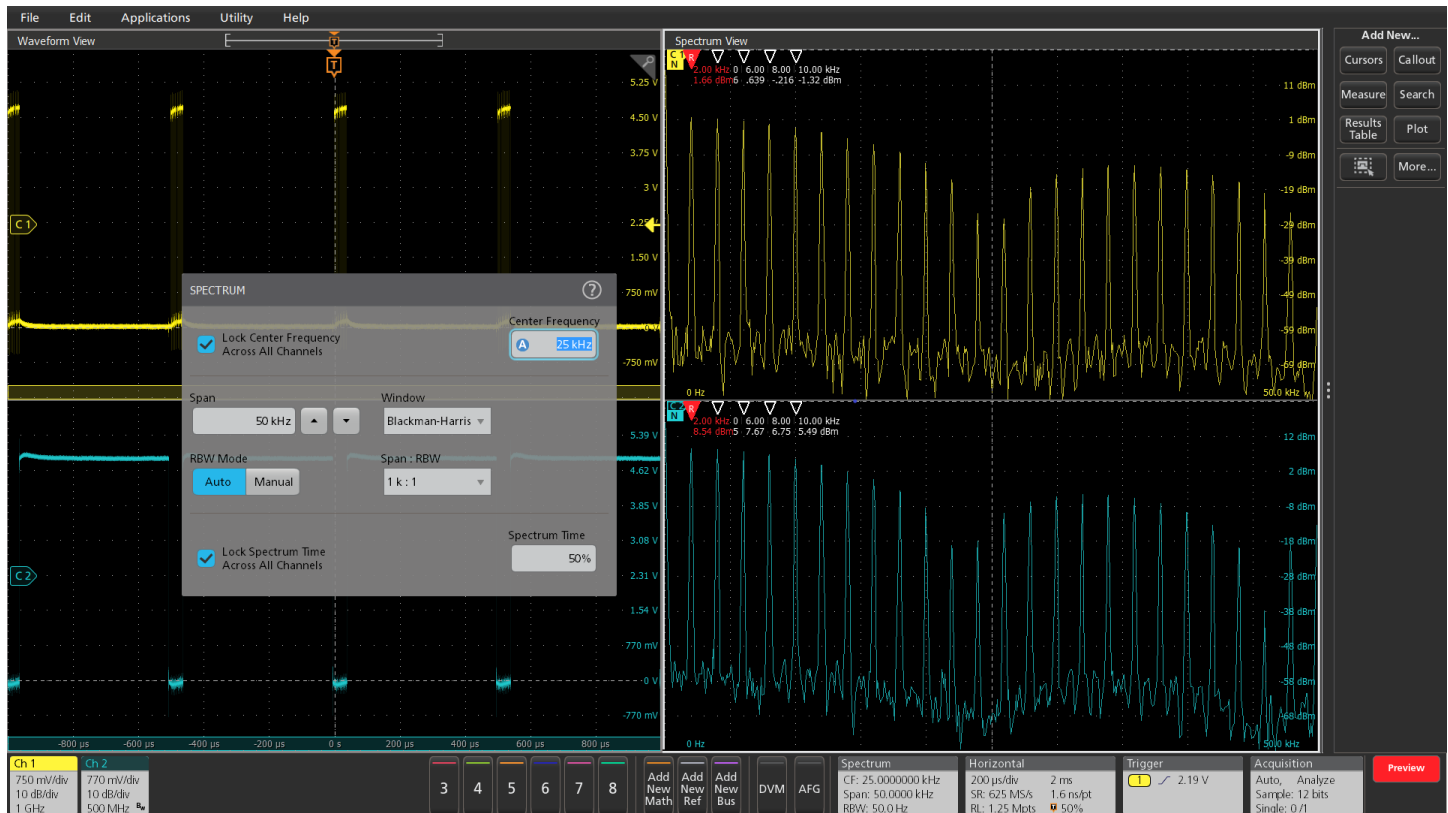 File Edit Applications Utility Help
Waveform View
T
T
5.25 V
4.50 V
3.75 V
3 V
2.25 V
1.50 V
750 mV
0 V
-750 mV
C 1
5.39 V
4.62 V
3.85 V
3.08 V
2.31 V
1.54 V
770 mV
0 V
-770 mV
C 2
-800 µs -600 µs -400 µs -200 µs 0 s 200 µs 400 µs 600 µs 800 µs
SPECTRUM ?
Lock Center Frequency
Across All Channels
Center Frequency
A 25 kHz
Span
50 kHz
Window
Blackman-Harris
RBW Mode
Auto Manual
Span : RBW
1 k : 1
Lock Spectrum Time
Across All Channels
Spectrum Time
50%
Spectrum View
C 1
N
R
2.00 kHz 0 6.00 8.00 10.00 kHz
1.66 dBm 6 .639 -.216 -1.32 dBm
11 dBm
1 dBm
-9 dBm
-19 dBm
-29 dBm
-39 dBm
-49 dBm
-59 dBm
-69 dBm
0 Hz 50.0 kHz
C 2
N
R
2.00 kHz 0 6.00 8.00 10.00 kHz
8.54 dBm 5 7.67 6.75 5.49 dBm
12 dBm
2 dBm
-8 dBm
-18 dBm
-28 dBm
-38 dBm
-48 dBm
-58 dBm
-68 dBm
0 Hz 50.0 kHz
Add New...
Cursors Callout
Measure Search
Results
Table
Plot
More...
Ch 1
750 mV/div
10 dB/div
1 GHz
Ch 2
770 mV/div
10 dB/div
500 MHz Bw
3 4 5 6 7 8
Add
New
Math
Add
New
Ref
Add
New
Bus
DVM
AFG
Spectrum
CF: 25.0000000 kHz
Span: 50.0000 kHz
RBW: 50.0 Hz
Horizontal
200 µs/div 2 ms
SR: 625 MS/s 1.6 ns/pt
RL: 1.25 Mpts 50%
Trigger
1 2.19 V
Acquisition
Auto, Analyze
Sample: 12 bits
Single: 0 /1
Preview